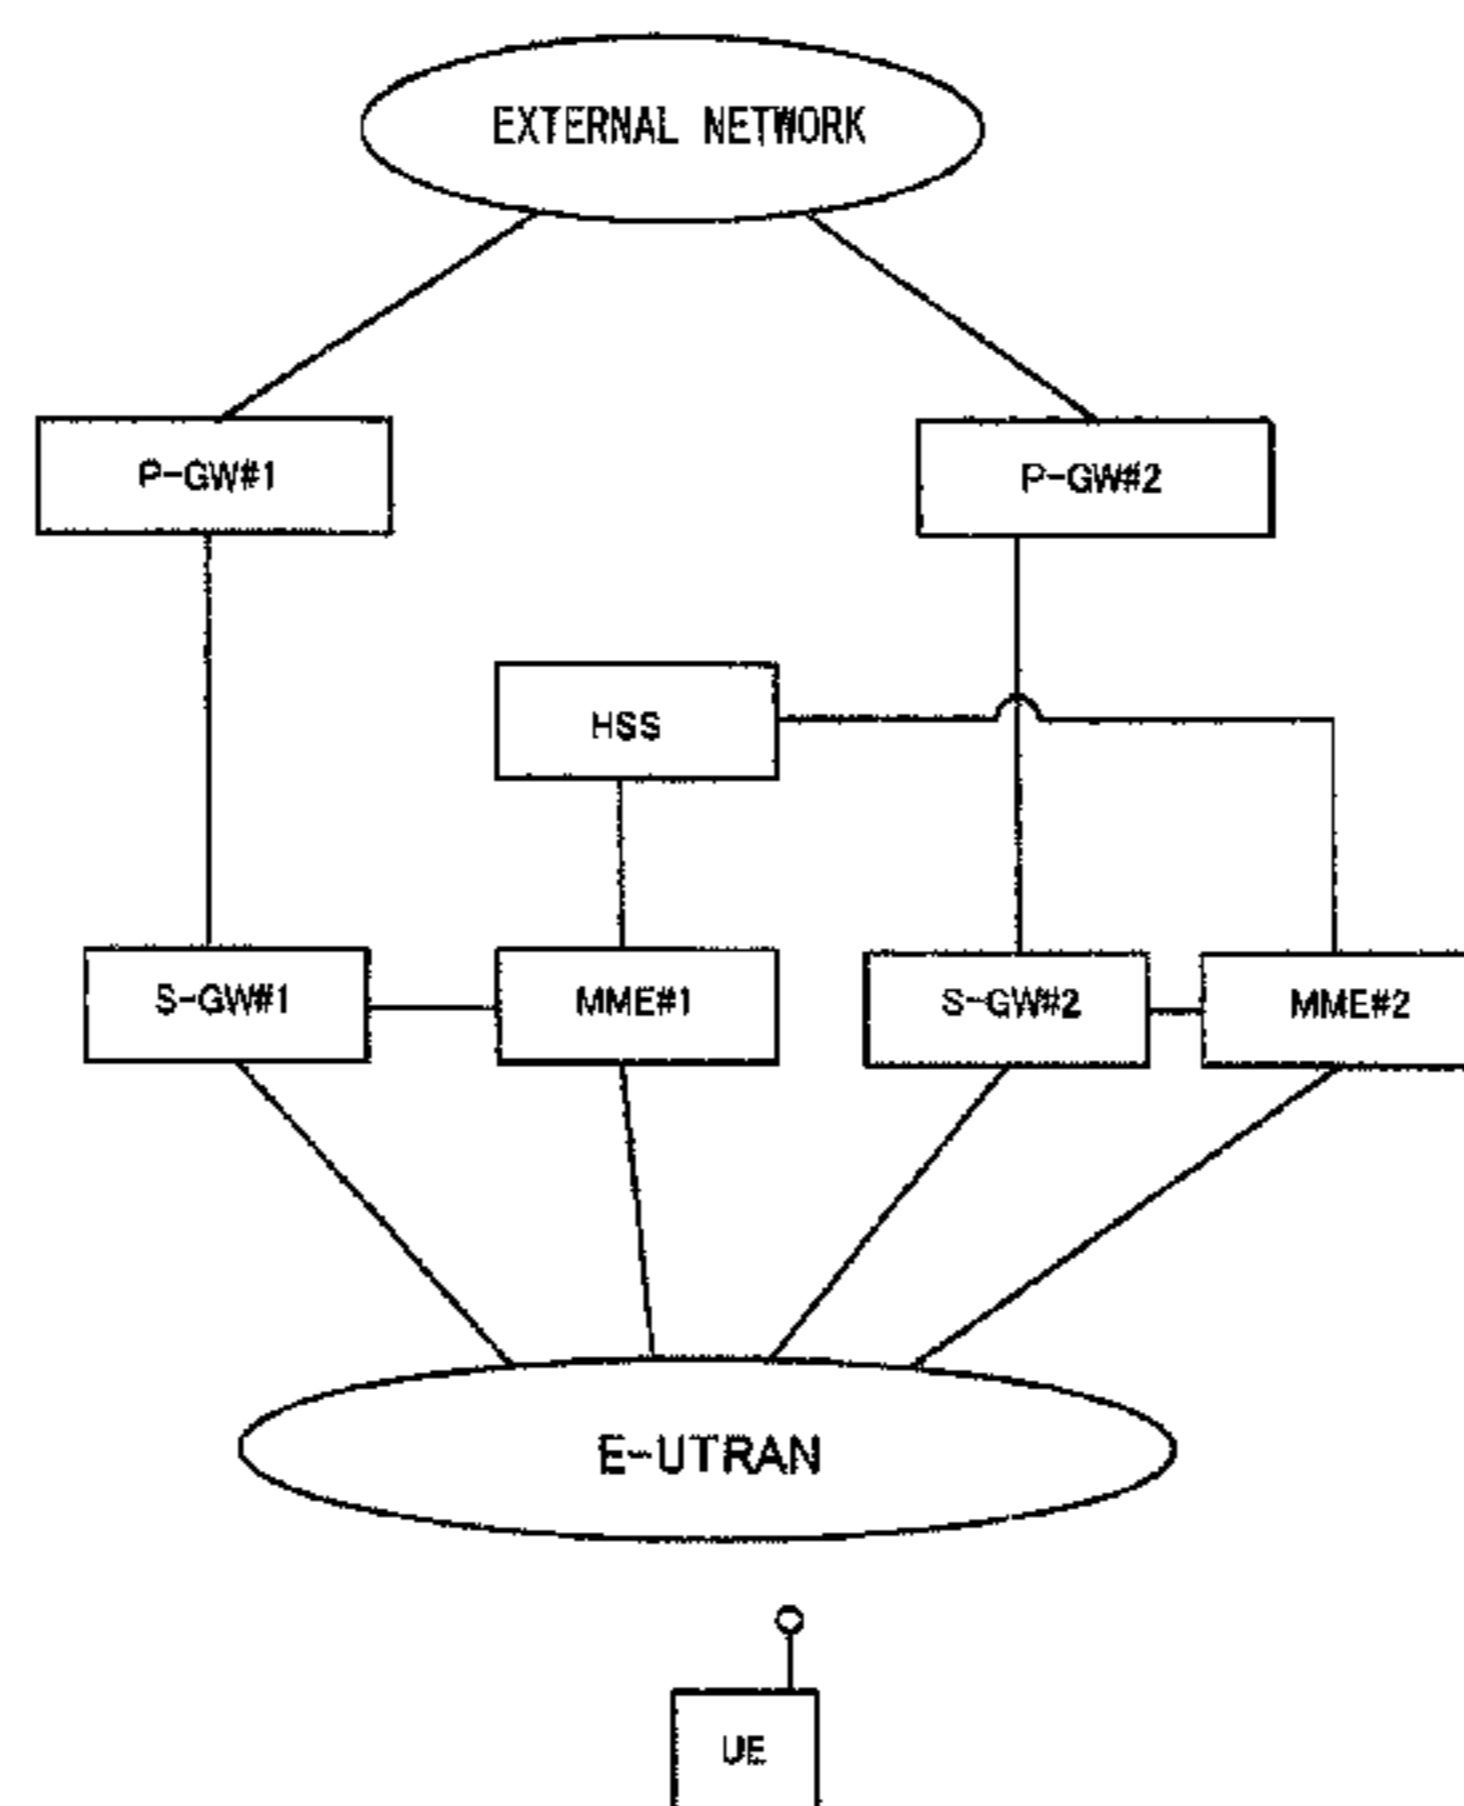 EXTERNAL NETWORK
P-GW#1
P-GW#2
HSS
S-GW#1
MME#1
S-GW#2
MME#2
E-UTRAN
UE